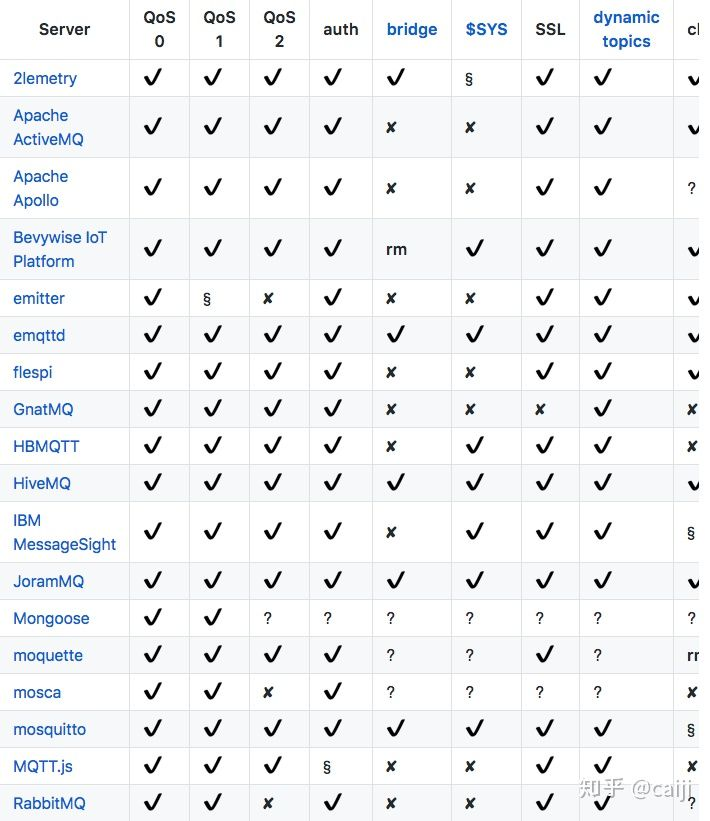 Server QoS 0 QoS 1 QoS 2 auth bridge $SYS SSL dynamic topics
2lemetry ✔ ✔ ✔ ✔ ✔ § ✔ ✔ ✔
Apache ActiveMQ ✔ ✔ ✔ ✔ ✘ ✘ ✔ ✔ ✔
Apache Apollo ✔ ✔ ✔ ✔ ✘ ✘ ✔ ✔ ?
Bevywise IoT Platform ✔ ✔ ✔ ✔ rm ✔ ✔ ✔ ✔
emitter ✔ § ✘ ✔ ✘ ✘ ✔ ✔ ✔
emqttd ✔ ✔ ✔ ✔ ✔ ✔ ✔ ✔ ✔
flespi ✔ ✔ ✔ ✔ ✘ ✘ ✔ ✔ ✔
GnatMQ ✔ ✔ ✔ ✔ ✘ ✘ ✘ ✔ ✘
HBMQTT ✔ ✔ ✔ ✔ ✘ ✔ ✔ ✔ ✘
HiveMQ ✔ ✔ ✔ ✔ ✔ ✔ ✔ ✔ ✔
IBM MessageSight ✔ ✔ ✔ ✔ ✘ ✔ ✔ ✔ §
JoramMQ ✔ ✔ ✔ ✔ ✔ ✔ ✔ ✔ ✔
Mongoose ✔ ✔ ? ? ? ? ? ? ?
moquette ✔ ✔ ✔ ✔ ? ? ✔ ? rm
mosca ✔ ✔ ✘ ✔ ? ? ? ? ✘
mosquitto ✔ ✔ ✔ ✔ ✔ ✔ ✔ ✔ §
MQTT.js ✔ ✔ ✔ § ✘ ✘ ✔ ✔ ✘
RabbitMQ ✔ ✔ ✘ ✔ ✘ ✘ ✔ ✔ ?
知乎 @caiji